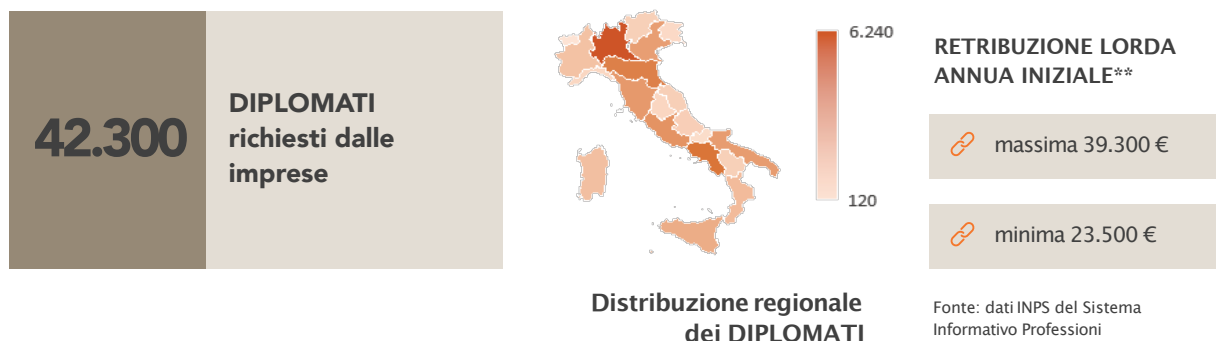 42.300
DIPLOMATI
richiesti dalle
imprese
6.240
120
Distribuzione regionale
dei DIPLOMATI
RETRIBUZIONE LORDA
ANNUA INIZIALE**
massima 39.300 €
minima 23.500 €
Fonte: dati INPS del Sistema
Informativo Professioni